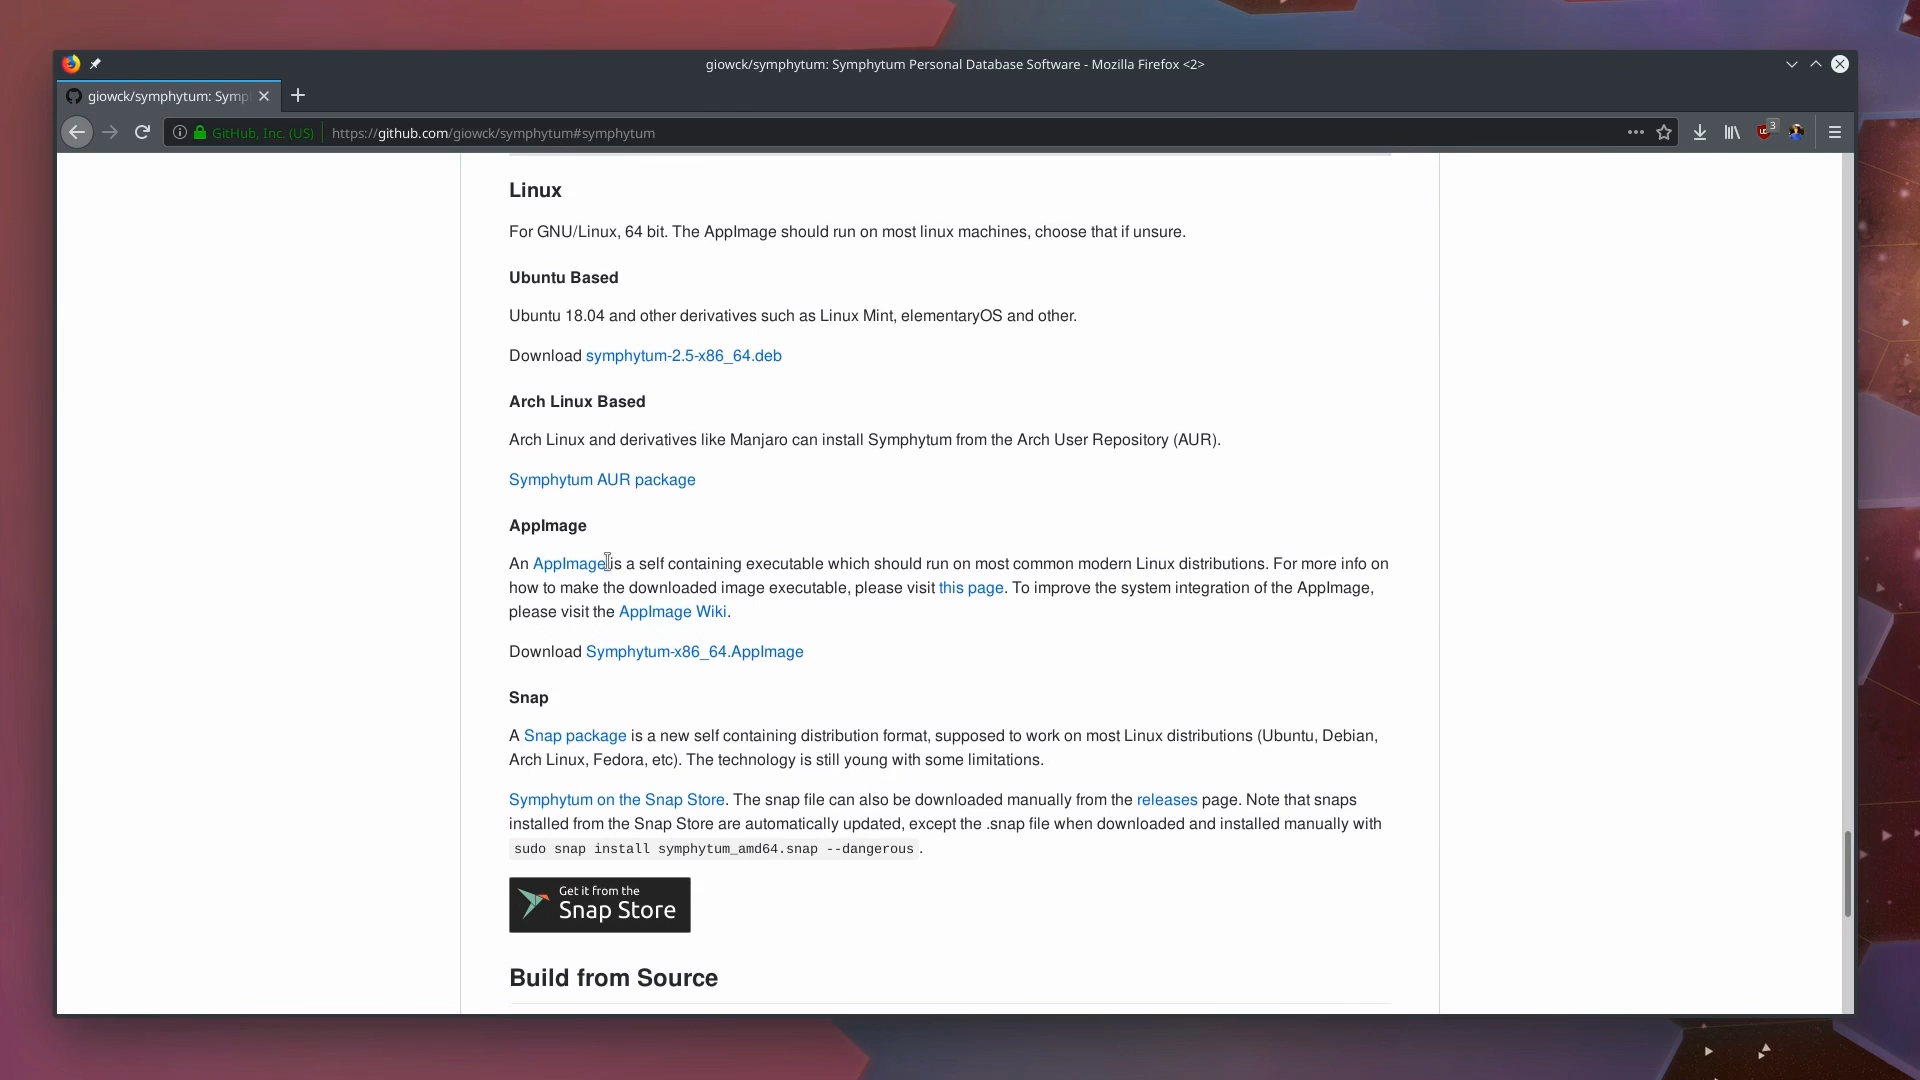 giowck/symphytum: Symphytum Personal Database Software - Mozilla Firefox <2>
giowck/symphytum: Symp
GitHub, Inc. (US)
https://github.com/giowck/symphytum#symphytum
3
Linux
For GNU/Linux, 64 bit. The AppImage should run on most linux machines, choose that if unsure.
Ubuntu Based
Ubuntu 18.04 and other derivatives such as Linux Mint, elementaryOS and other.
Download symphytum-2.5-x86_64.deb
Arch Linux Based
Arch Linux and derivatives like Manjaro can install Symphytum from the Arch User Repository (AUR).
Symphytum AUR package
AppImage
An AppImage is a self containing executable which should run on most common modern Linux distributions. For more info on
how to make the downloaded image executable, please visit this page. To improve the system integration of the AppImage,
please visit the AppImage Wiki.
Download Symphytum-x86_64.AppImage
Snap
A Snap package is a new self containing distribution format, supposed to work on most Linux distributions (Ubuntu, Debian,
Arch Linux, Fedora, etc). The technology is still young with some limitations.
Symphytum on the Snap Store. The snap file can also be downloaded manually from the releases page. Note that snaps
installed from the Snap Store are automatically updated, except the .snap file when downloaded and installed manually with
sudo snap install symphytum_amd64.snap --dangerous .
Get it from the
Snap Store
Build from Source